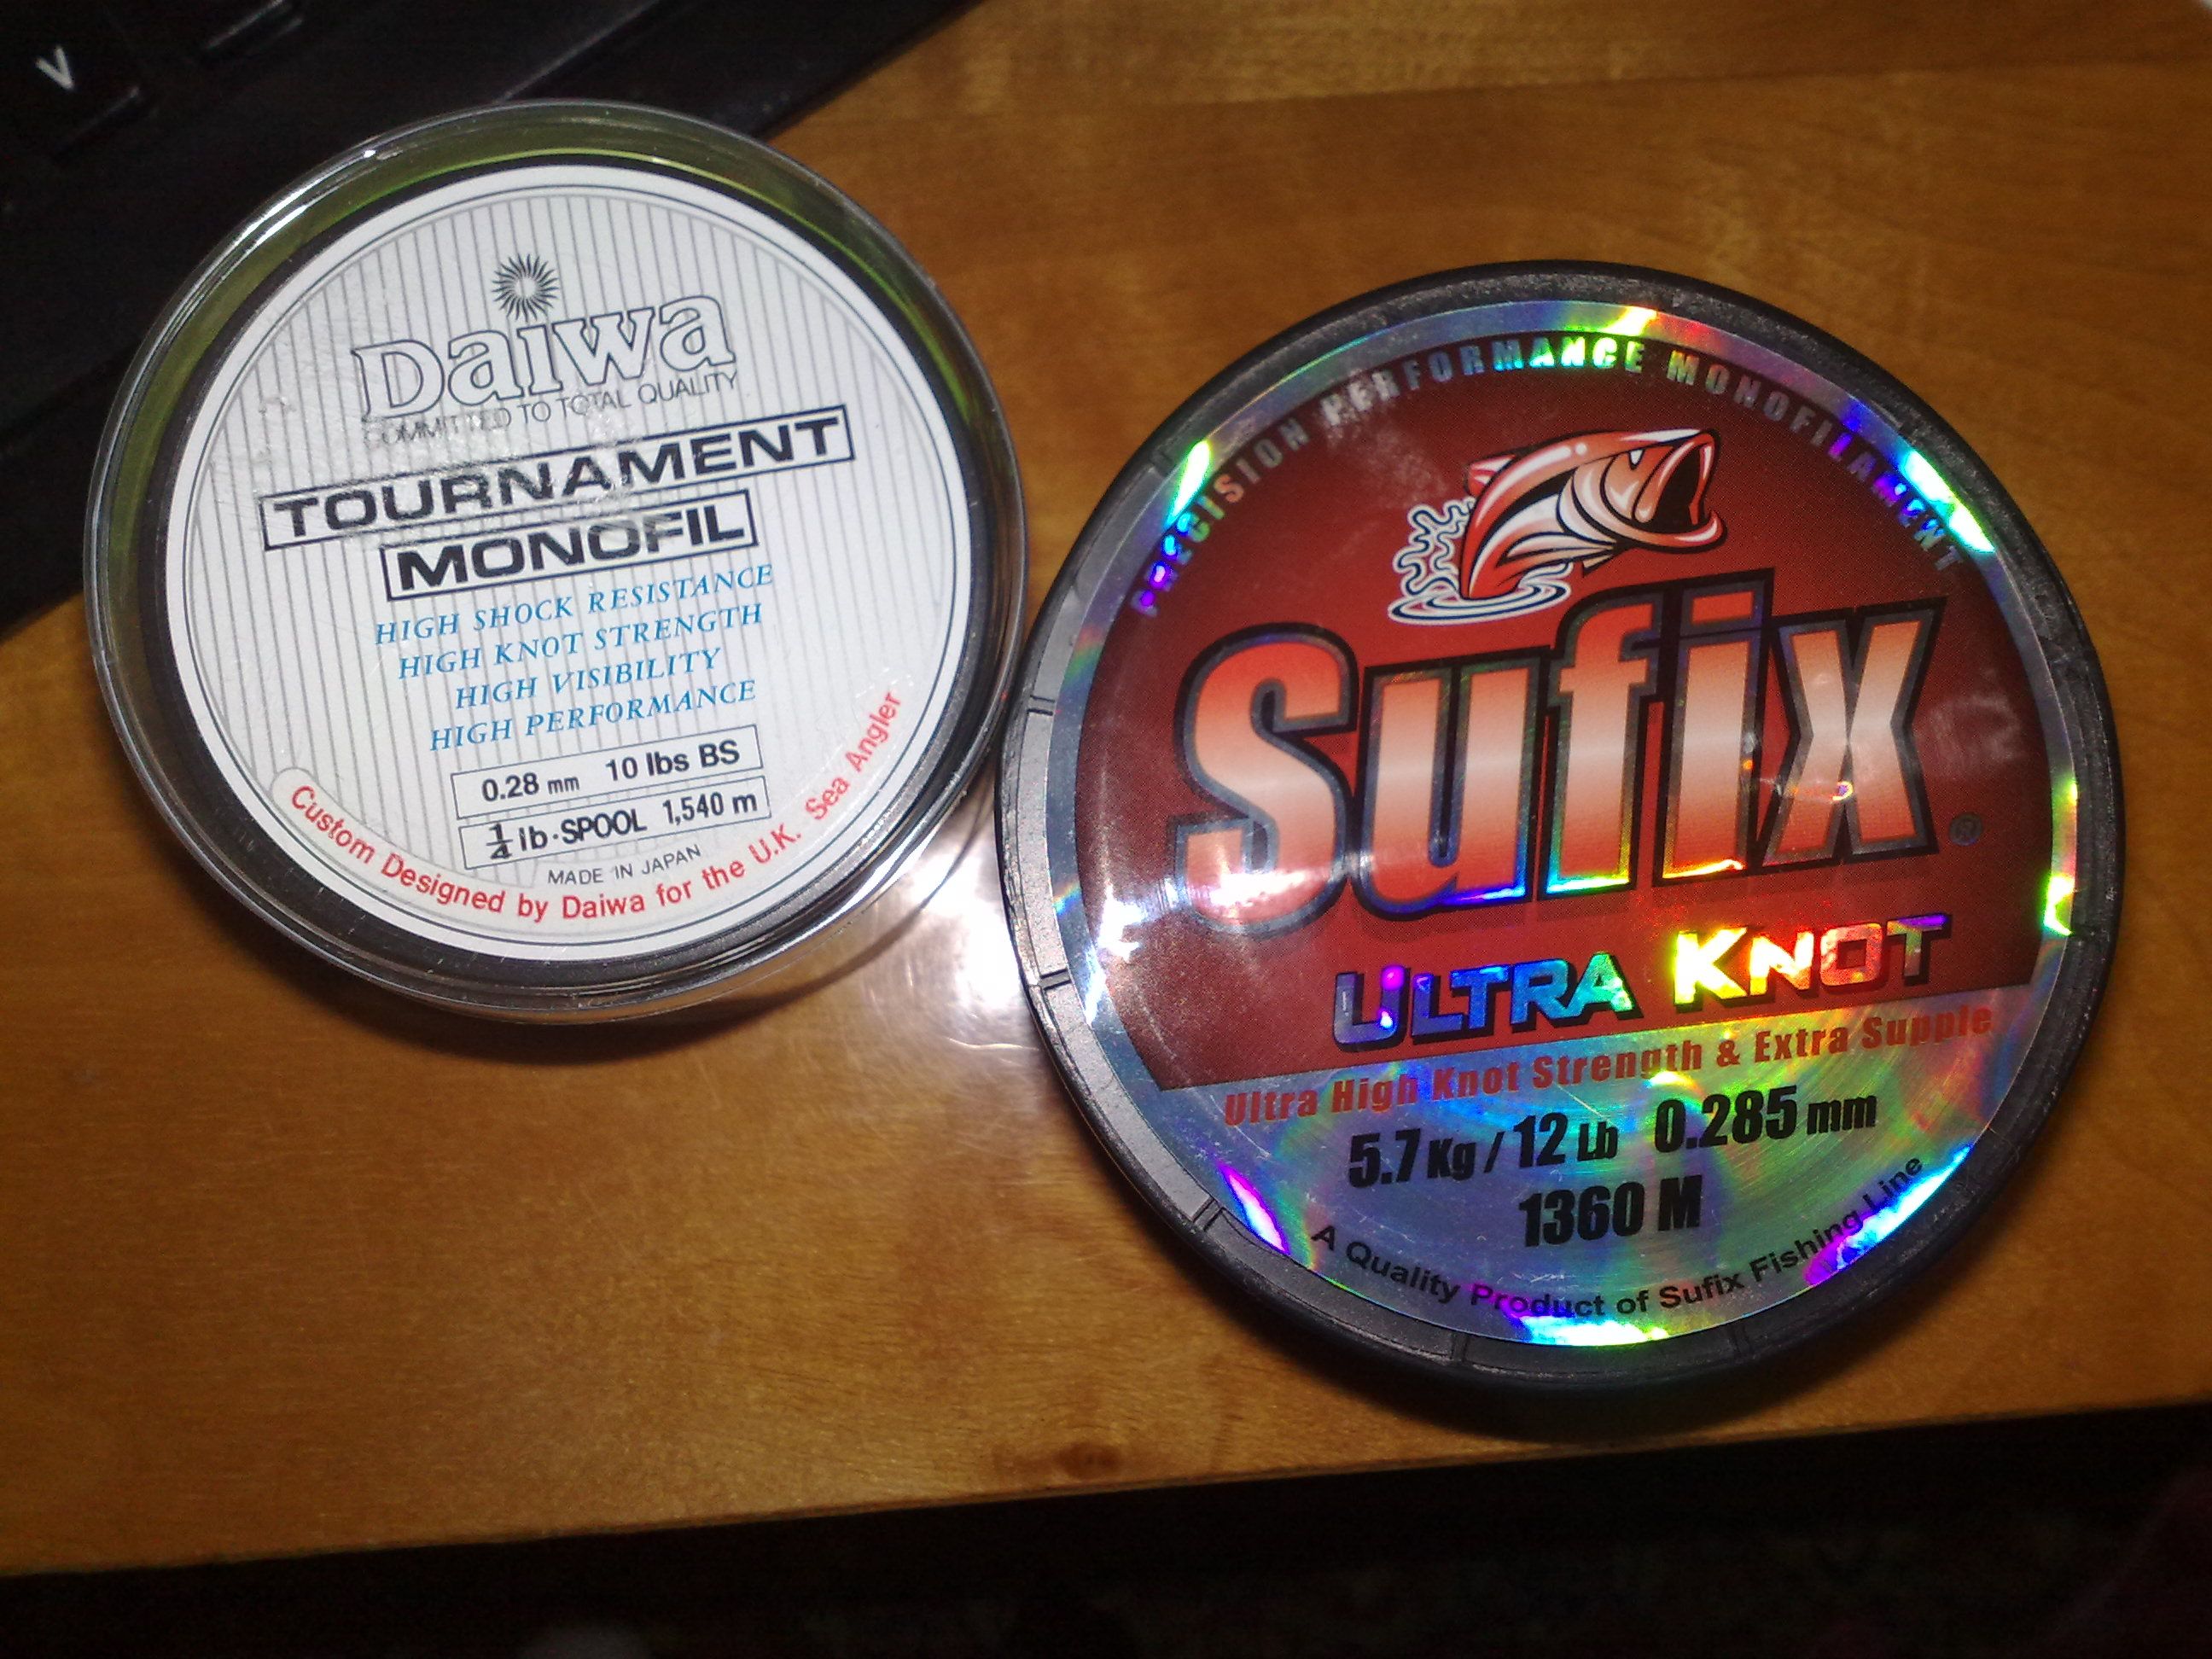 V
Daiwa
COMMITTED TO TOTAL QUALITY
TOURNAMENT
MONOFIL
HIGH SHOCK RESISTANCE
HIGH KNOT STRENGTH
HIGH VISIBILITY
HIGH PERFORMANCE
0.28 mm 10 lbs BS
1/4 lb·SPOOL 1,540 m
MADE IN JAPAN
Custom Designed by Daiwa for the U.K. Sea Angler
PRECISION PERFORMANCE MONOFILAMENT
Sufix®
ULTRA KNOT
Ultra High Knot Strength & Extra Supple
5.7 Kg / 12 Lb 0.285 mm
1360 M
A Quality Product of Sufix Fishing Line